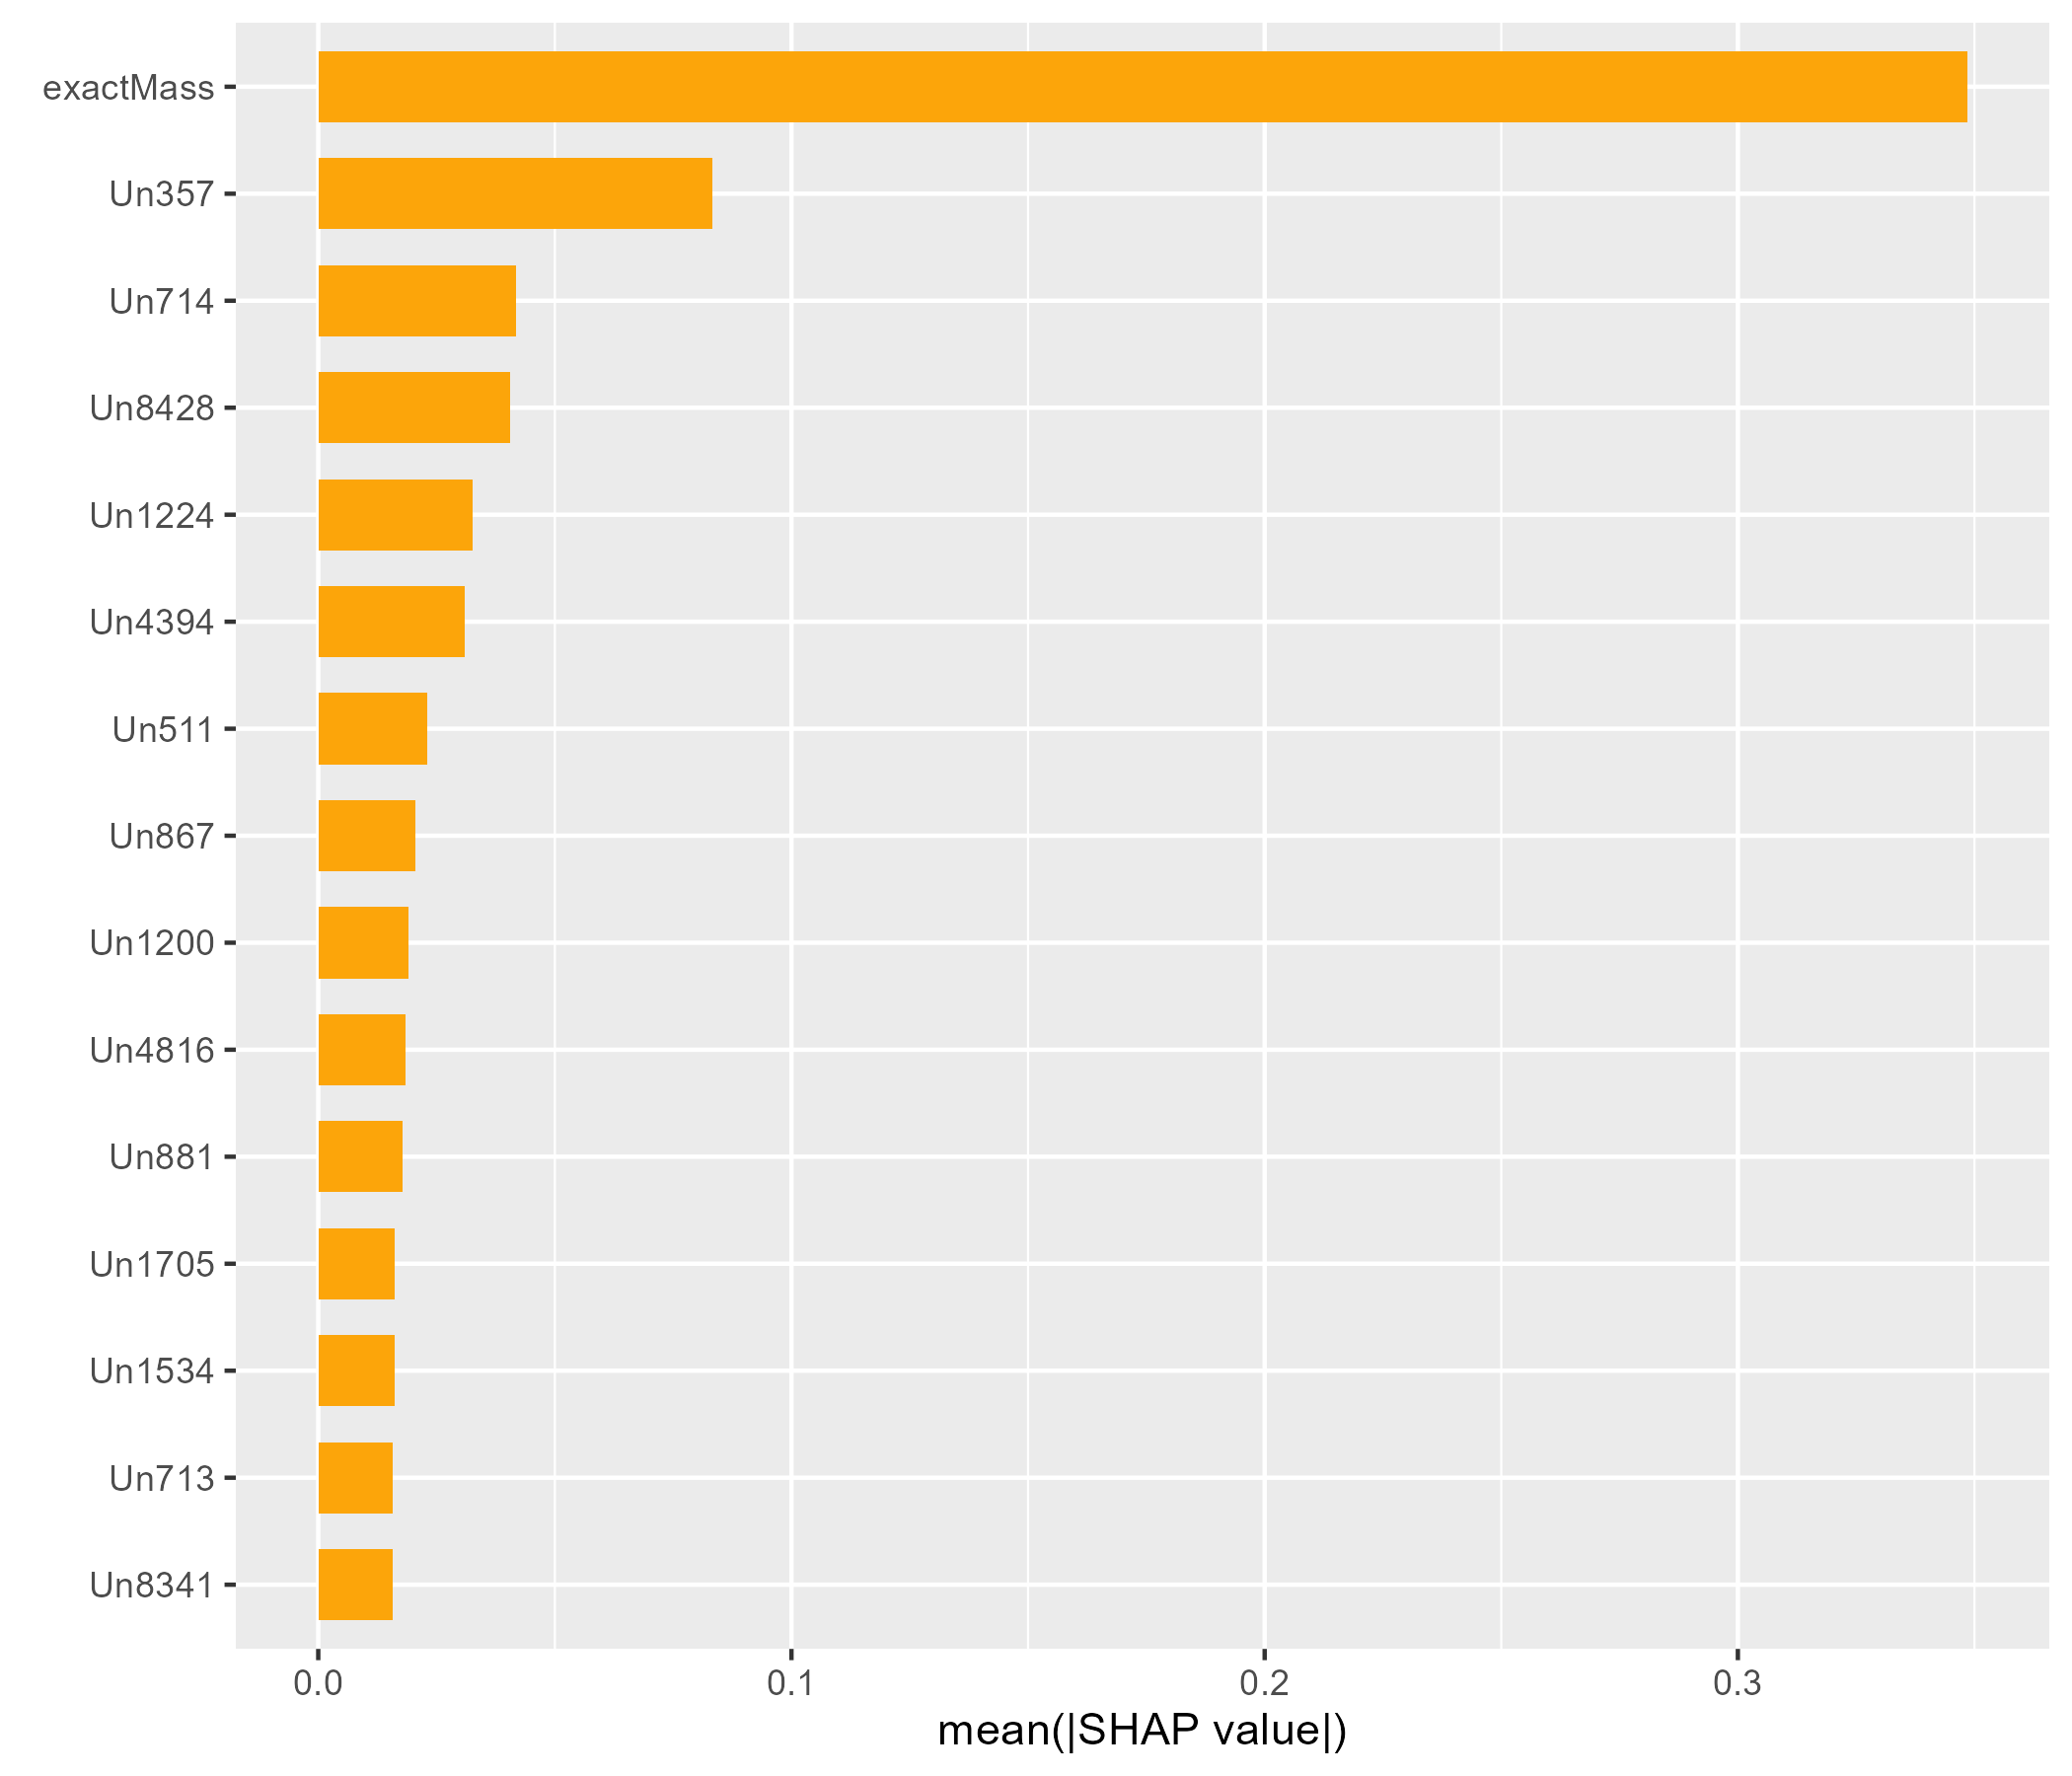 exactMass
Un357
Un714
Un8428
Un1224
Un4394
Un511
Un867
Un1200
Un4816
Un881
Un1705
Un1534
Un713
Un8341
0.0 0.1 0.2 0.3
mean(|SHAP value|)